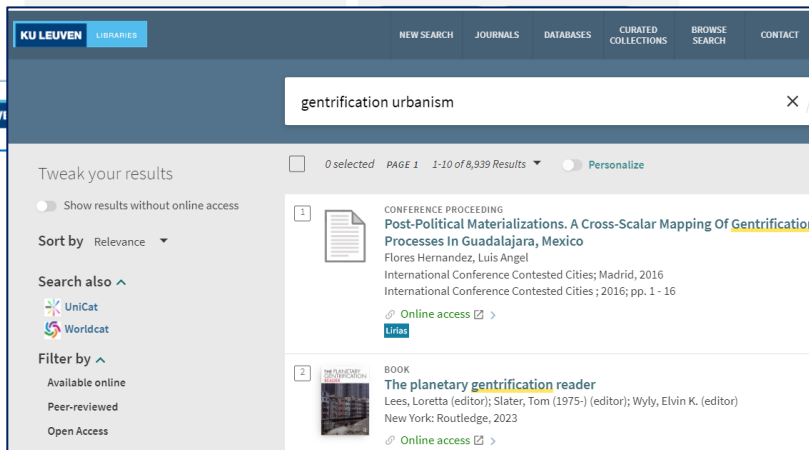 KU LEUVEN LIBRARIES
NEW SEARCH
JOURNALS
DATABASES
CURATED
COLLECTIONS
BROWSE
SEARCH
CONTACT
gentrification urbanism
Tweak your results
Show results without online access
Sort by Relevance
Search also
UniCat
Worldcat
Filter by
Available online
Peer-reviewed
Open Access
0 selected PAGE 1 1-10 of 8,939 Results Personalize
1
CONFERENCE PROCEEDING
Post-Political Materializations. A Cross-Scalar Mapping Of Gentrification
Processes In Guadalajara, Mexico
Flores Hernandez, Luis Angel
International Conference Contested Cities; Madrid, 2016
International Conference Contested Cities ; 2016; pp. 1 - 16
Online access
Lirias
2
THE PLANETARY
GENTRIFICATION
READER
BOOK
The planetary gentrification reader
Lees, Loretta (editor); Slater, Tom (1975-) (editor); Wyly, Elvin K. (editor)
New York: Routledge, 2023
Online access